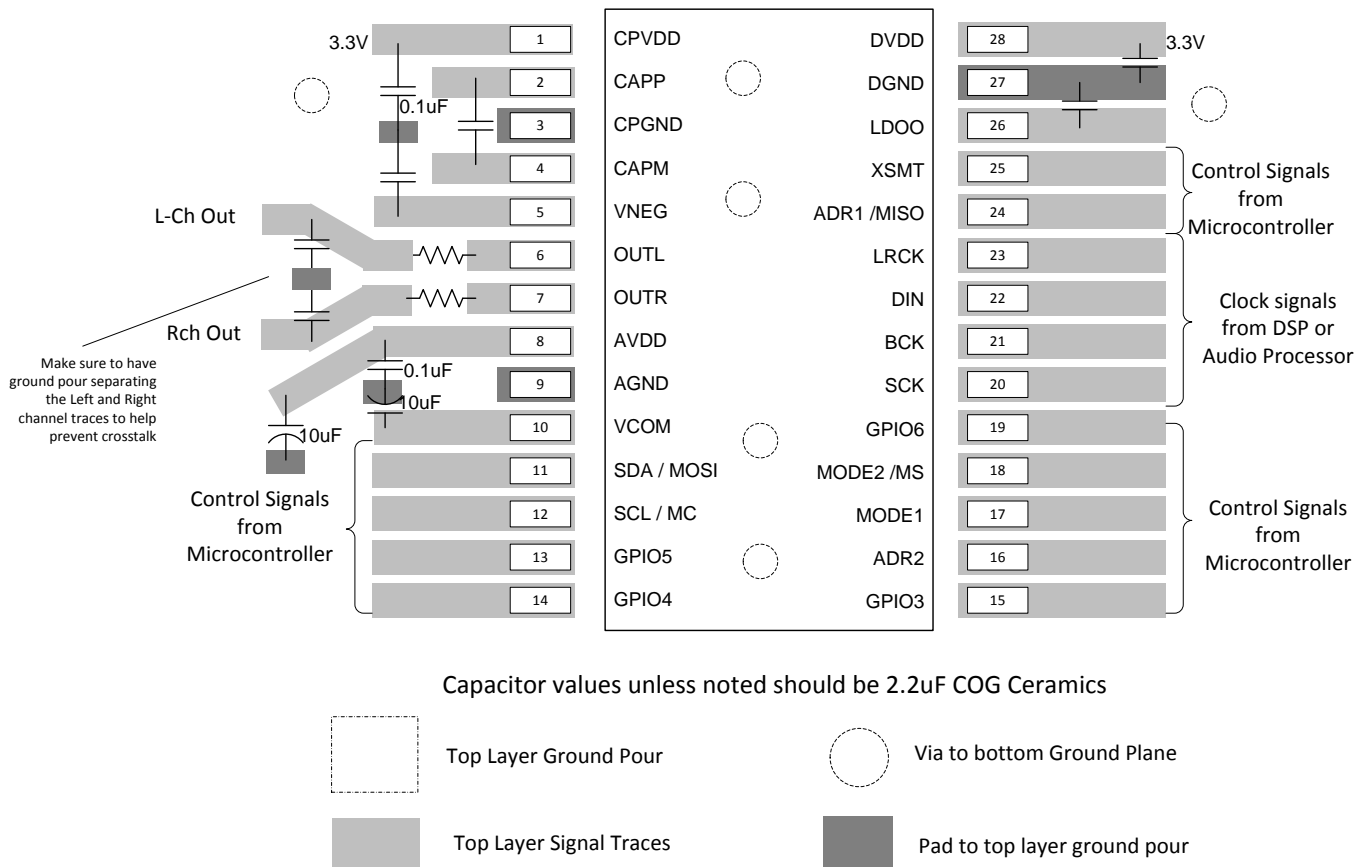 3.3V 1 CPVDD DVDD 28 3.3V
2 CAPP DGND 27
0.1uF
3 CPGND LDOO 26
4 CAPM XSMT 25
5 VNEG ADR1 /MISO 24
Control Signals
from
Microcontroller
L-Ch Out
6 OUTL LRCK 23
7 OUTR DIN 22
Rch Out
8 AVDD BCK 21
Clock signals
from DSP or
Audio Processor
Make sure to have
ground pour separating
the Left and Right
channel traces to help
prevent crosstalk
0.1uF
9 AGND SCK 20
10uF
10uF
10 VCOM GPIO6 19
11 SDA / MOSI MODE2 /MS 18
12 SCL / MC MODE1 17
13 GPIO5 ADR2 16
14 GPIO4 GPIO3 15
Control Signals
from
Microcontroller
Control Signals
from
Microcontroller
Capacitor values unless noted should be 2.2uF COG Ceramics
Top Layer Ground Pour
Via to bottom Ground Plane
Top Layer Signal Traces
Pad to top layer ground pour